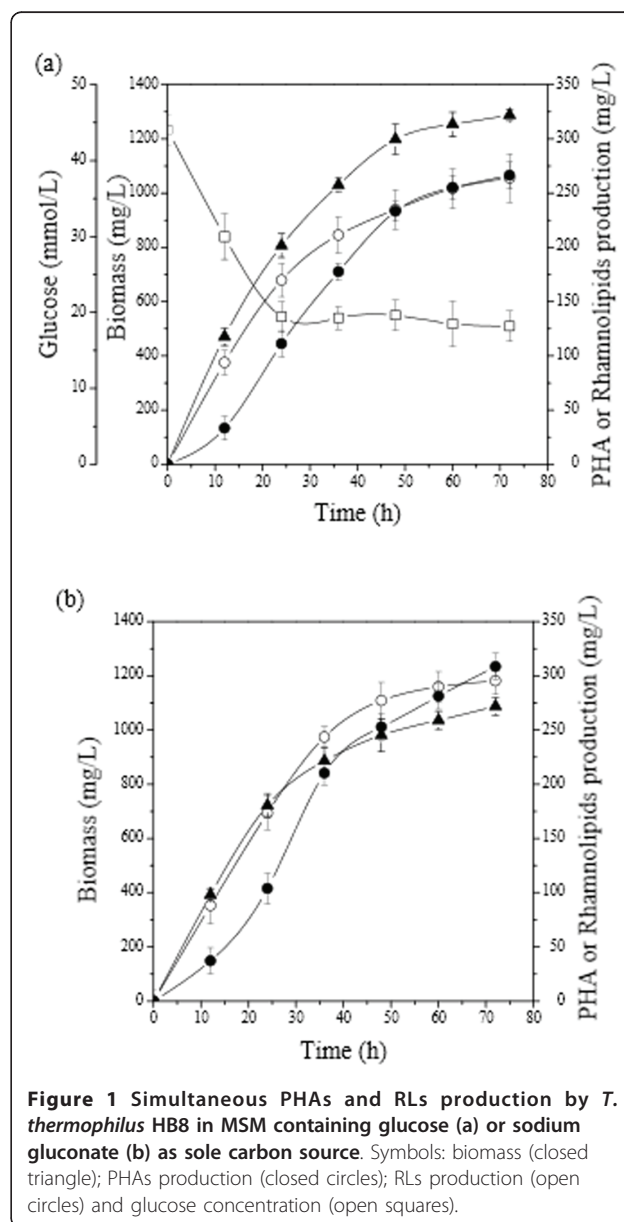 (a)
Glucose (mmol/L)
50
40
30
20
10
0
Biomass (mg/L)
1400
1200
1000
800
600
400
200
0
PHA or Rhamnolipids production (mg/L)
350
300
250
200
150
100
50
0
0 10 20 30 40 50 60 70 80
Time (h)
(b)
Biomass (mg/L)
1400
1200
1000
800
600
400
200
0
PHA or Rhamnolipids production (mg/L)
350
300
250
200
150
100
50
0
0 10 20 30 40 50 60 70 80
Time (h)
Figure 1 Simultaneous PHAs and RLs production by T.
thermophilus HB8 in MSM containing glucose (a) or sodium
gluconate (b) as sole carbon source. Symbols: biomass (closed
triangle); PHAs production (closed circles); RLs production (open
circles) and glucose concentration (open squares).